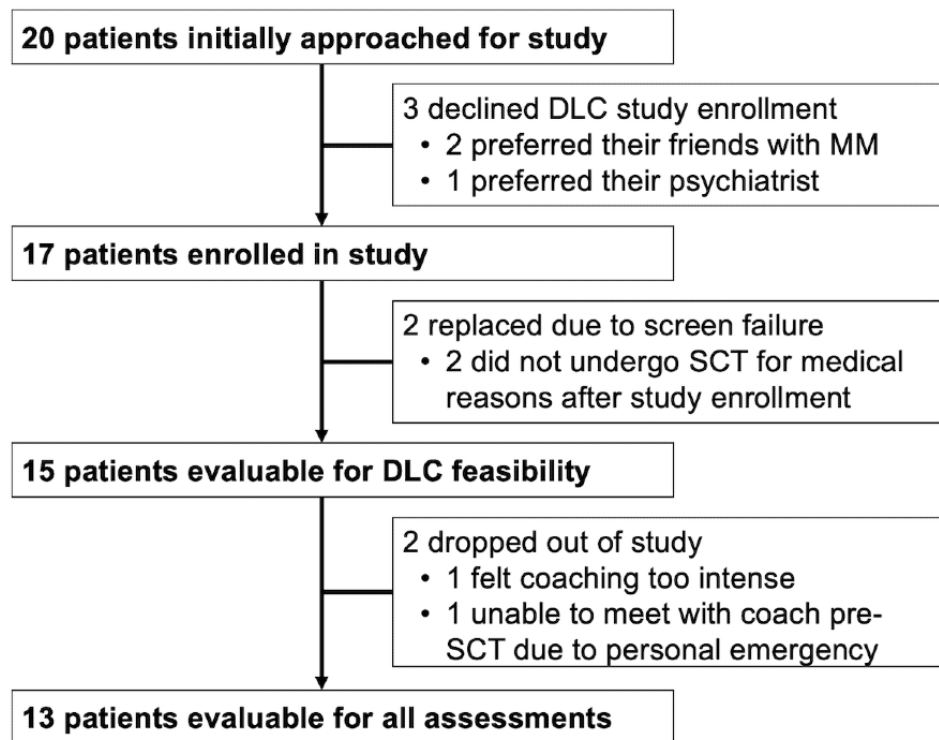 20 patients initially approached for study
3 declined DLC study enrollment
• 2 preferred their friends with MM
• 1 preferred their psychiatrist
17 patients enrolled in study
2 replaced due to screen failure
• 2 did not undergo SCT for medical
reasons after study enrollment
15 patients evaluable for DLC feasibility
2 dropped out of study
• 1 felt coaching too intense
• 1 unable to meet with coach pre-
SCT due to personal emergency
13 patients evaluable for all assessments